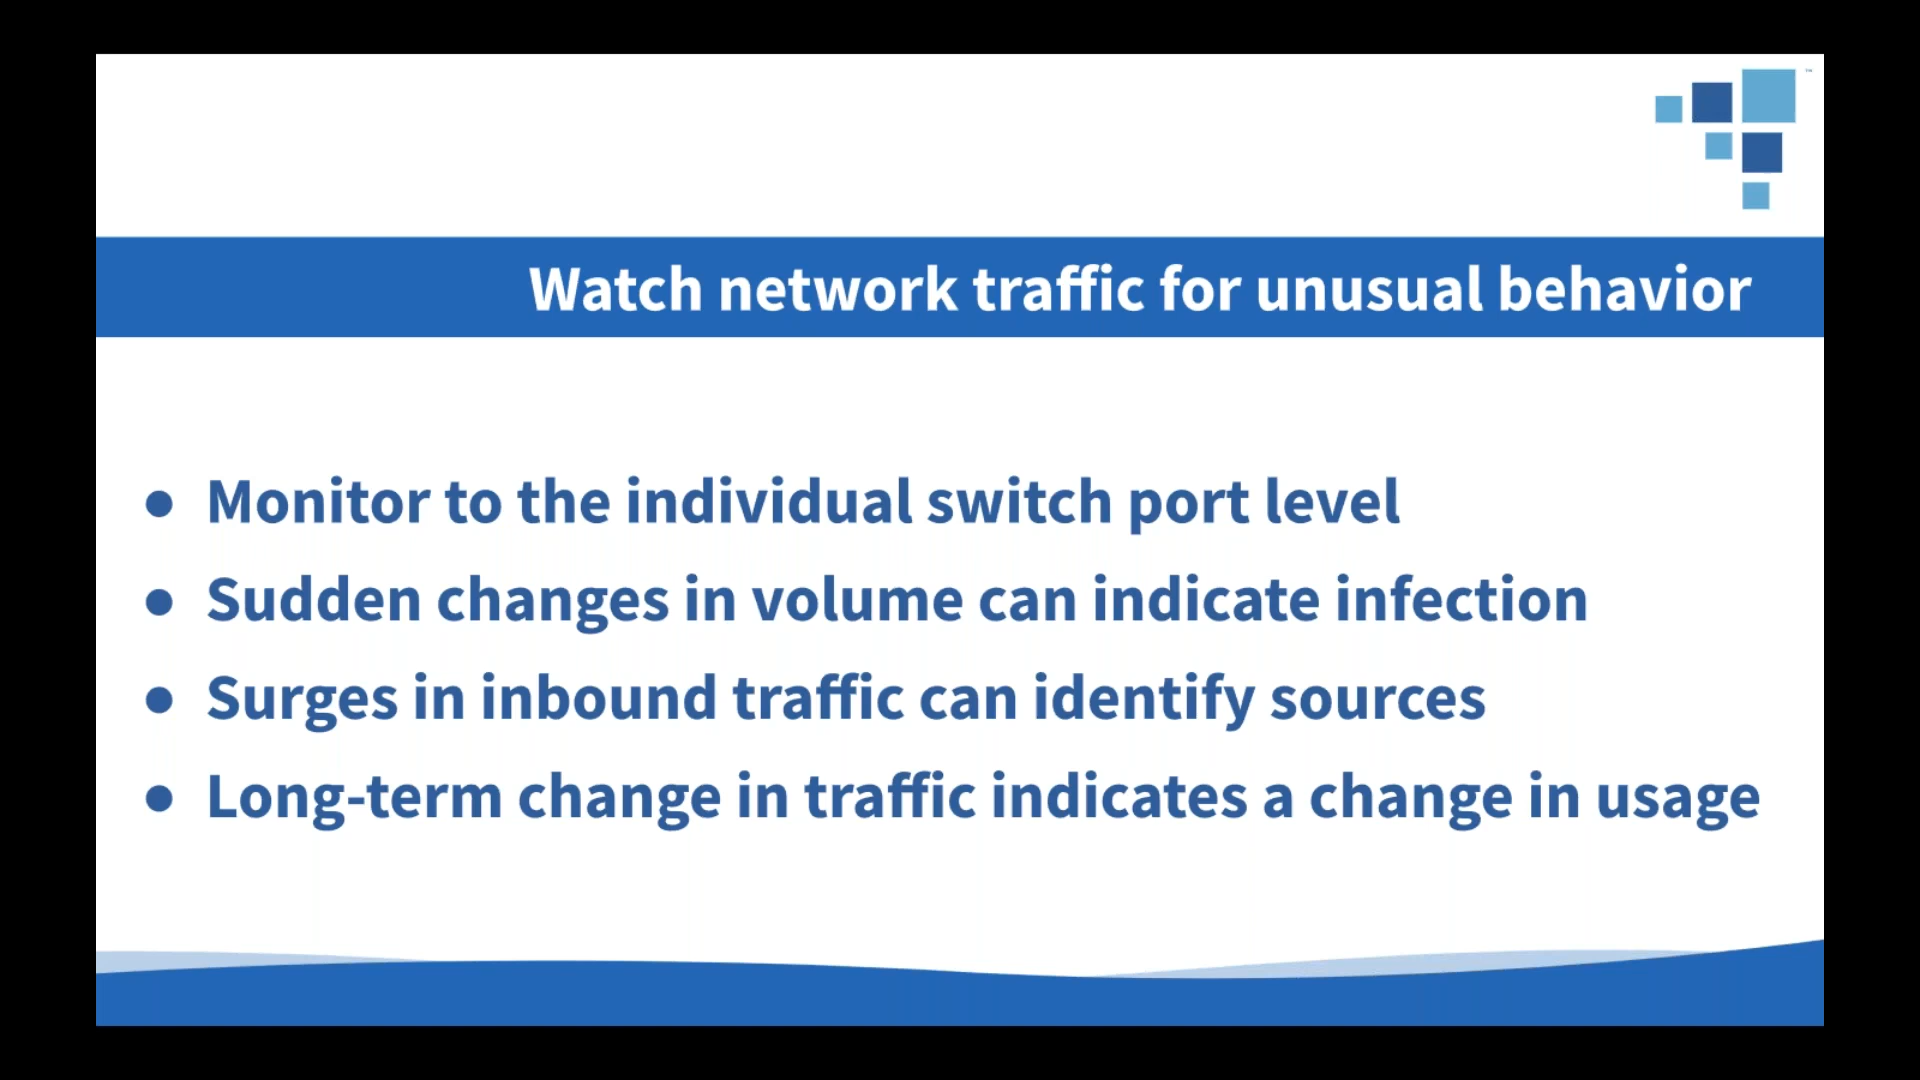 Watch network traffic for unusual behavior
● Monitor to the individual switch port level
● Sudden changes in volume can indicate infection
● Surges in inbound traffic can identify sources
● Long-term change in traffic indicates a change in usage